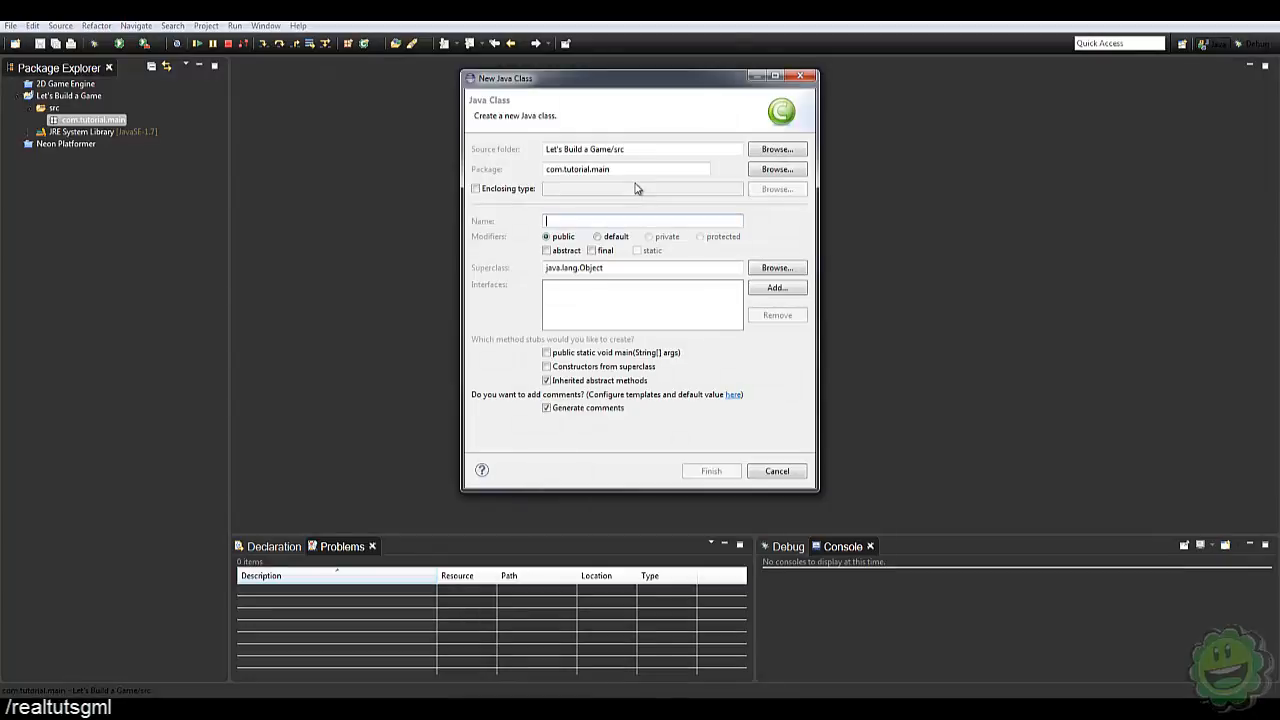 File Edit Source Refactor Navigate Search Project Run Window Help
Quick Access
Java
Debug
Package Explorer
2D Game Engine
Let's Build a Game
src
com.tutorial.main
JRE System Library [JavaSE-1.7]
Neon Platformer
New Java Class
Java Class
Create a new Java class.
Source folder: Let's Build a Game/src Browse...
Package: com.tutorial.main Browse...
Enclosing type: Browse...
Name:
Modifiers: public default private protected
abstract final static
Superclass: java.lang.Object Browse...
Interfaces: Add...
Remove
Which method stubs would you like to create?
public static void main(String[] args)
Constructors from superclass
Inherited abstract methods
Do you want to add comments? (Configure templates and default value here)
Generate comments
? Finish Cancel
Declaration Problems
0 items
Description Resource Path Location Type
Debug Console
No consoles to display at this time.
com.tutorial.main - Let's Build a Game/src
/realtutsgml